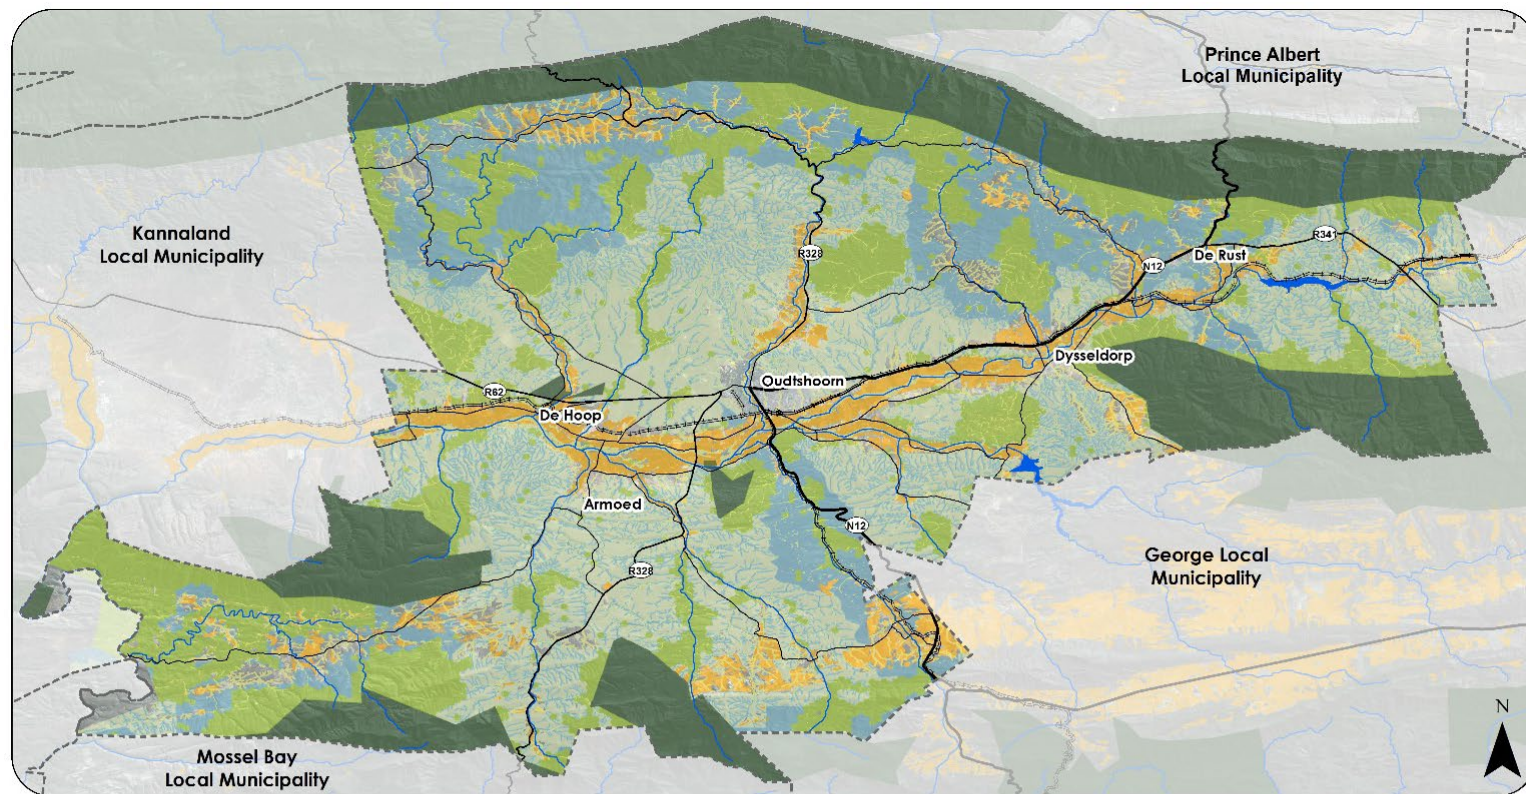 Prince Albert
Local Municipality
Kannaland
Local Municipality
R328
R341
De Rust
N12
Dysseldorp
Oudtshoorn
R62
De Hoop
Armoed
N12
George Local
Municipality
R328
N
Mossel Bay
Local Municipality